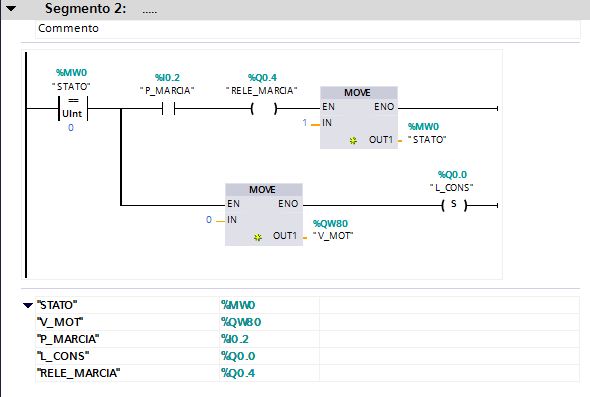 Segmento 2: .....
Commento
%MW0 %I0.2 %Q0.4
"STATO" "P_MARCIA" "RELE_MARCIA" MOVE
== EN ENO
UInt 1 IN %MW0
0 OUT1 "STATO"
%Q0.0
MOVE "L_CONS"
EN ENO S
0 IN %QW80
OUT1 "V_MOT"
"STATO" %MW0
"V_MOT" %QW80
"P_MARCIA" %I0.2
"L_CONS" %Q0.0
"RELE_MARCIA" %Q0.4